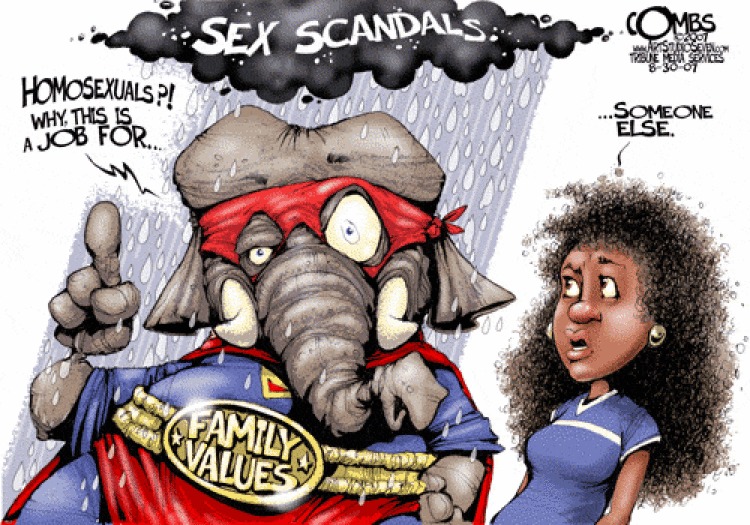 SEX SCANDALS
COMBS
©2007
www.ARTSTUDIOSEVEN.com
TRIBUNE MEDIA SERVICES
8-30-07
HOMOSEXUALS?!
WHY, THIS IS
A JOB FOR...
...SOMEONE
ELSE.
FAMILY
VALUES